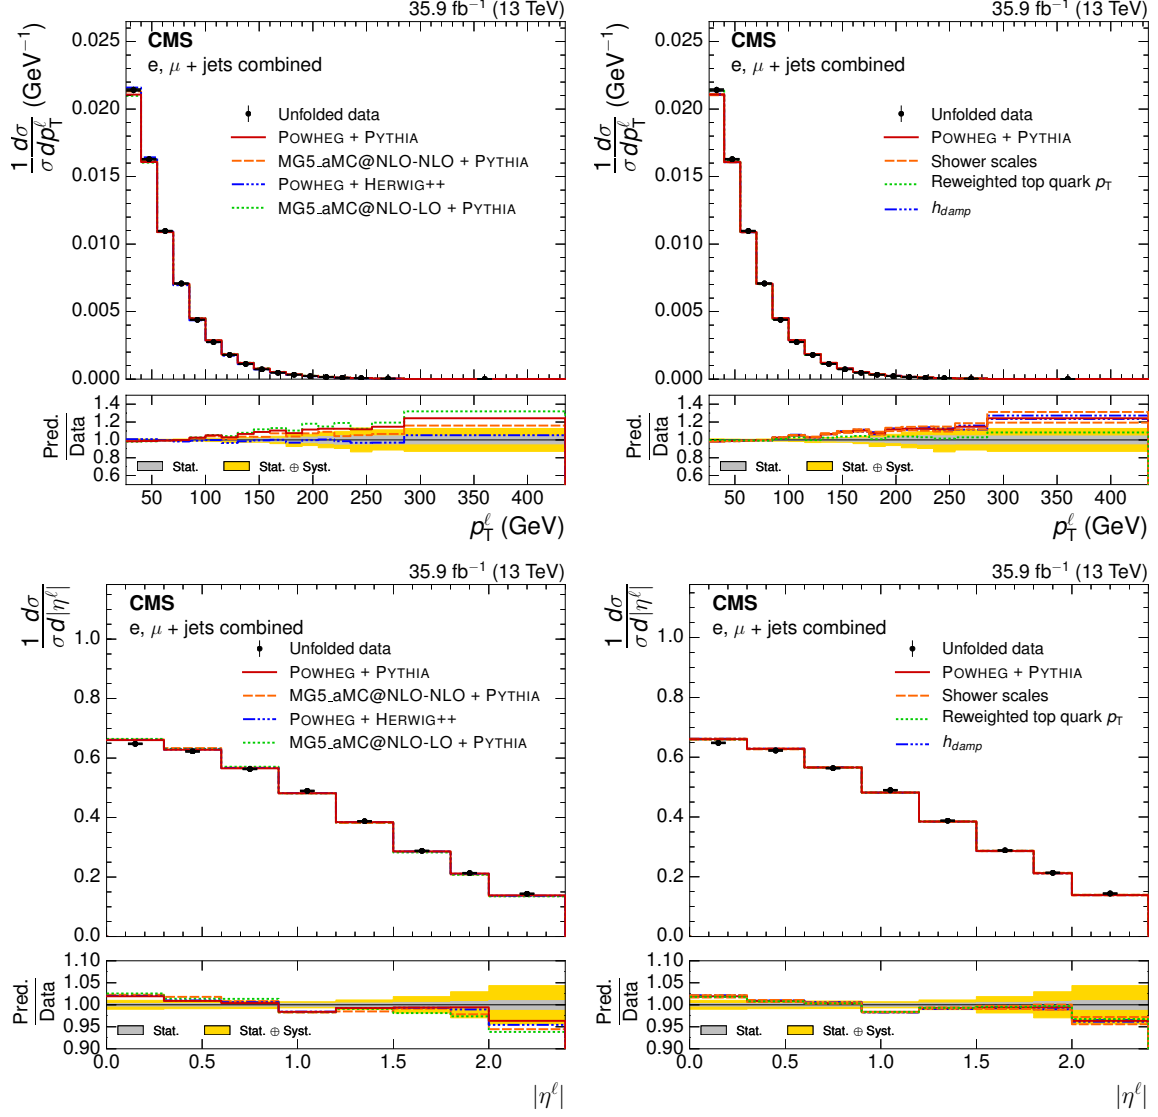 35.9 fb⁻¹ (13 TeV)
CMS
e, μ + jets combined
Unfolded data
POWHEG + PYTHIA
MG5_aMC@NLO-NLO + PYTHIA
POWHEG + HERWIG++
MG5_aMC@NLO-LO + PYTHIA
1/σ dσ/dp_T^ℓ (GeV⁻¹)
0.025
0.020
0.015
0.010
0.005
0.000
Pred./Data
1.4
1.2
1.0
0.8
0.6
Stat.
Stat. ⊕ Syst.
50 100 150 200 250 300 350 400
p_T^ℓ (GeV)
35.9 fb⁻¹ (13 TeV)
CMS
e, μ + jets combined
Unfolded data
POWHEG + PYTHIA
Shower scales
Reweighted top quark p_T
h_damp
1/σ dσ/dp_T^ℓ (GeV⁻¹)
0.025
0.020
0.015
0.010
0.005
0.000
Pred./Data
1.4
1.2
1.0
0.8
0.6
Stat.
Stat. ⊕ Syst.
50 100 150 200 250 300 350 400
p_T^ℓ (GeV)
35.9 fb⁻¹ (13 TeV)
CMS
e, μ + jets combined
Unfolded data
POWHEG + PYTHIA
MG5_aMC@NLO-NLO + PYTHIA
POWHEG + HERWIG++
MG5_aMC@NLO-LO + PYTHIA
1/σ dσ/d|η^ℓ|
1.0
0.8
0.6
0.4
0.2
0.0
Pred./Data
1.10
1.05
1.00
0.95
0.90
Stat.
Stat. ⊕ Syst.
0.0 0.5 1.0 1.5 2.0
|η^ℓ|
35.9 fb⁻¹ (13 TeV)
CMS
e, μ + jets combined
Unfolded data
POWHEG + PYTHIA
Shower scales
Reweighted top quark p_T
h_damp
1/σ dσ/d|η^ℓ|
1.0
0.8
0.6
0.4
0.2
0.0
Pred./Data
1.10
1.05
1.00
0.95
0.90
Stat.
Stat. ⊕ Syst.
0.0 0.5 1.0 1.5 2.0
|η^ℓ|